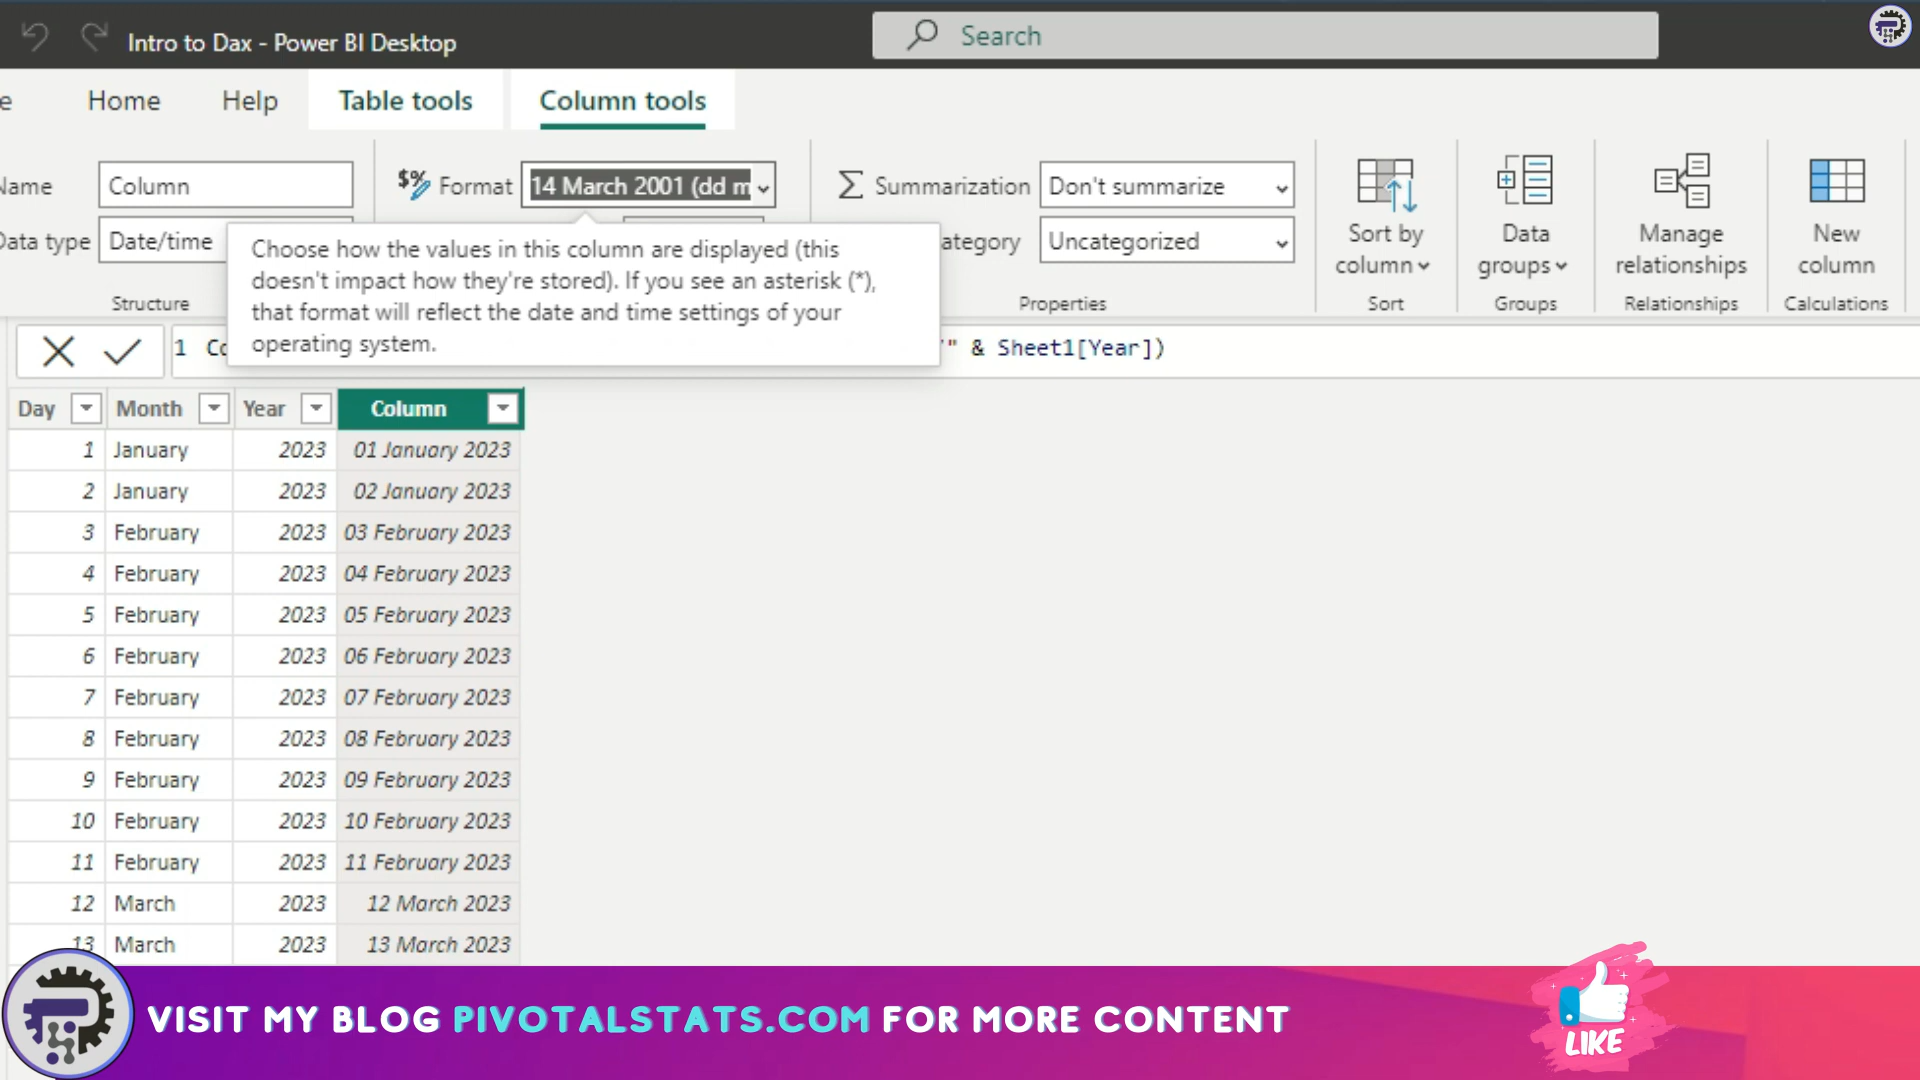 Intro to Dax - Power BI Desktop
Search
e
Home
Help
Table tools
Column tools
Name
Column
$% Format
14 March 2001 (dd m
Summarization
Don't summarize
Data type
Date/time
ategory
Uncategorized
Choose how the values in this column are displayed (this
doesn't impact how they're stored). If you see an asterisk (*),
that format will reflect the date and time settings of your
operating system.
Sort by
column
Data
groups
Manage
relationships
New
column
Structure
Properties
Sort
Groups
Relationships
Calculations
1 Co
" & Sheet1[Year])
Day Month Year Column
1 January 2023 01 January 2023
2 January 2023 02 January 2023
3 February 2023 03 February 2023
4 February 2023 04 February 2023
5 February 2023 05 February 2023
6 February 2023 06 February 2023
7 February 2023 07 February 2023
8 February 2023 08 February 2023
9 February 2023 09 February 2023
10 February 2023 10 February 2023
11 February 2023 11 February 2023
12 March 2023 12 March 2023
13 March 2023 13 March 2023
VISIT MY BLOG PIVOTALSTATS.COM FOR MORE CONTENT
LIKE